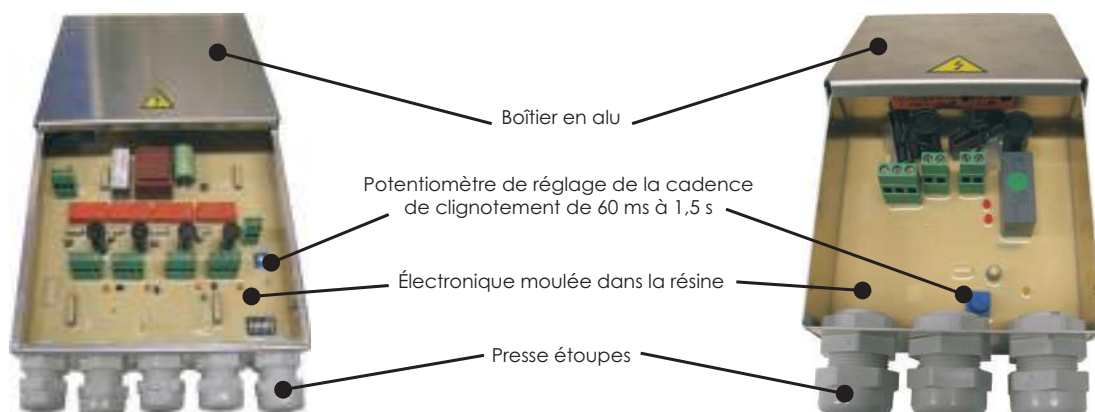 Boîtier en alu
Potentiomètre de réglage de la cadence
de clignotement de 60 ms à 1,5 s
Électronique moulée dans la résine
Presse étoupes